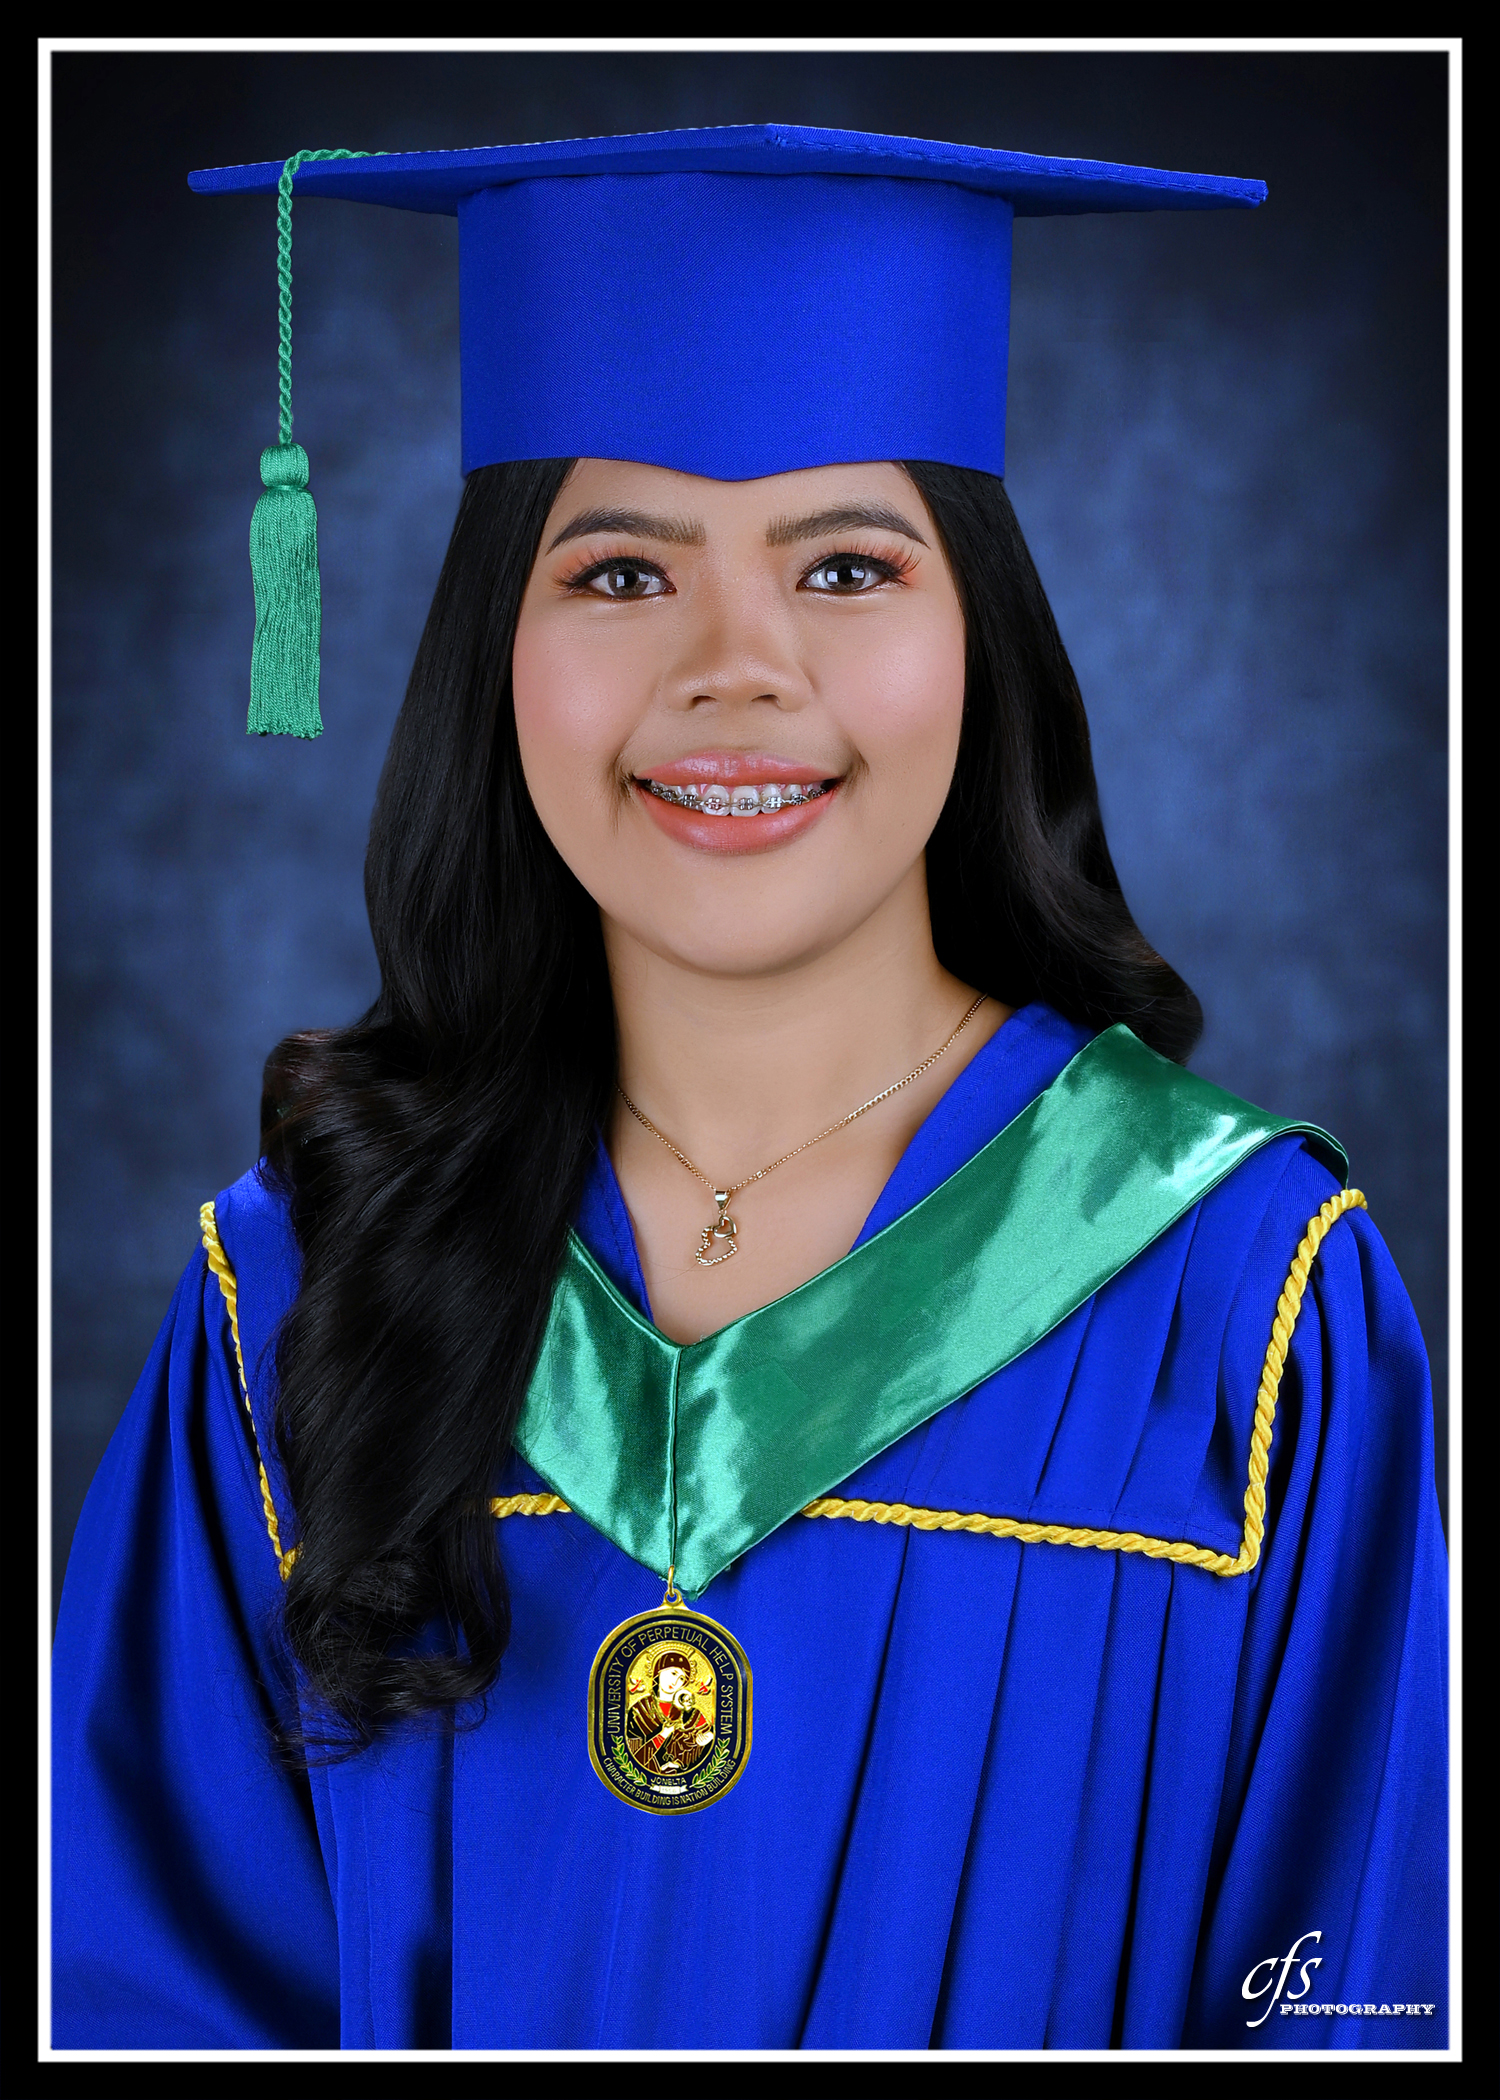 UNIVERSITY OF PERPETUAL HELP SYSTEM
JONELTA
CHARACTER BUILDING IS NATION BUILDING
cfs
PHOTOGRAPHY